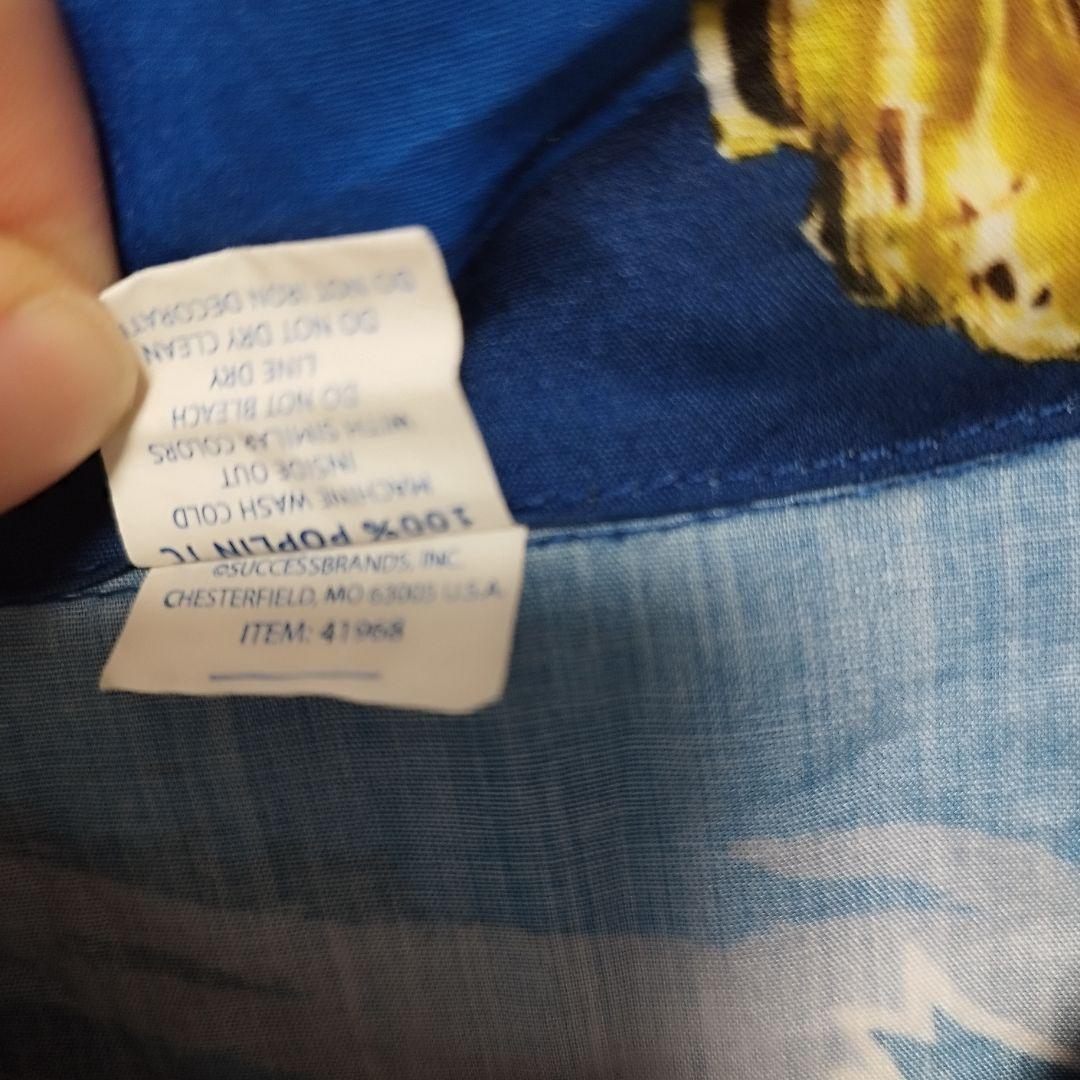 100% POPLIN TC
MACHINE WASH COLD
INSIDE OUT
WITH SIMILAR COLORS
DO NOT BLEACH
LINE DRY
DO NOT DRY CLEAN
DO NOT IRON DECORATI
©SUCCESSBRANDS, INC.
CHESTERFIELD, MO 63005 U.S.A.
ITEM: 41968